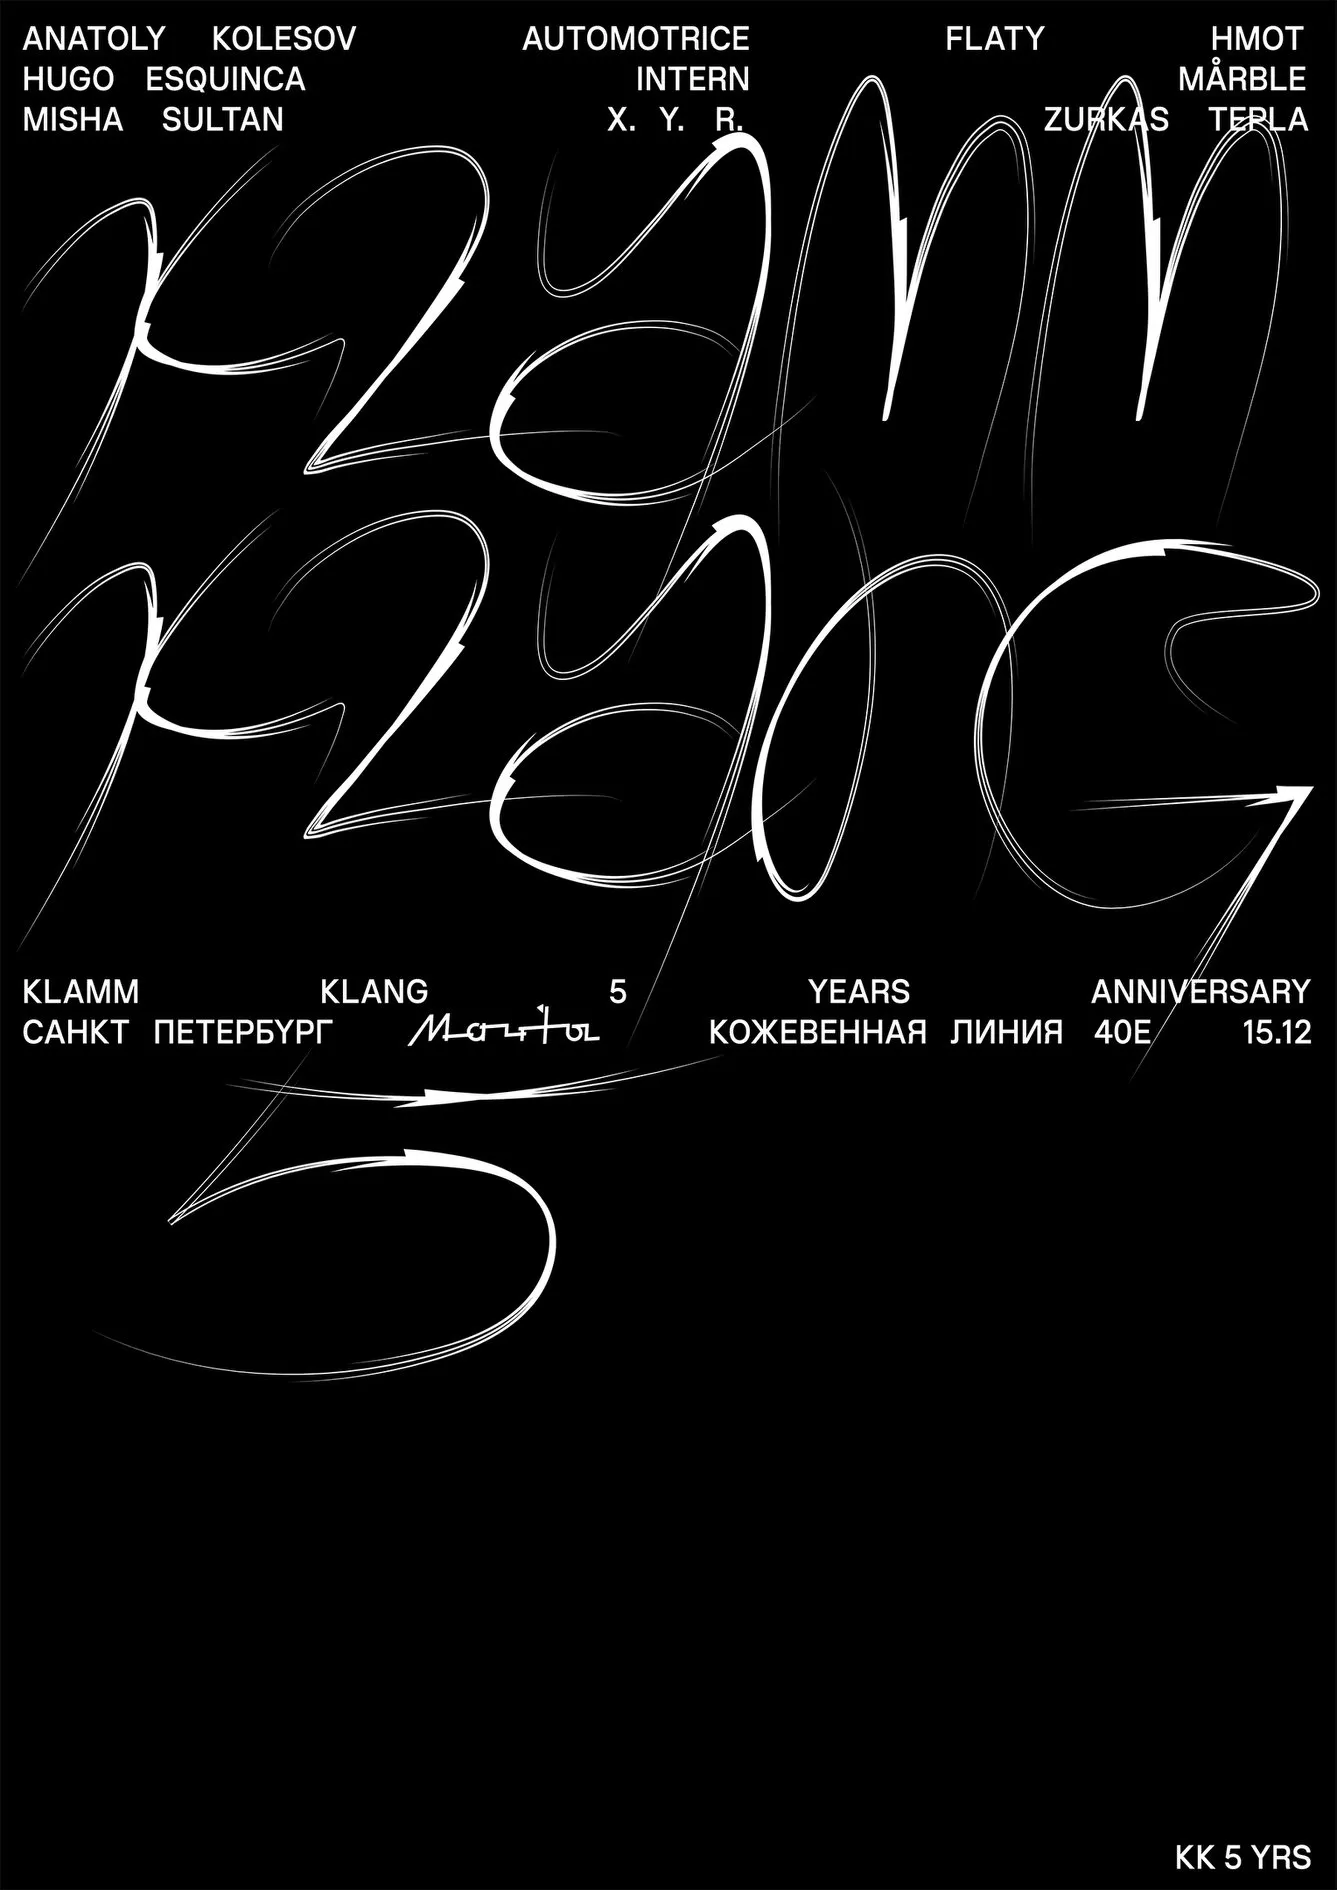 ANATOLY KOLESOV AUTOMOTRICE FLATY HMOT
HUGO ESQUINCA INTERN MÅRBLE
MISHA SULTAN X. Y. R. ZURKAS TEPLA
Klamm
Klang
KLAMM KLANG 5 YEARS ANNIVERSARY
САНКТ ПЕТЕРБУРГ КОЖЕВЕННАЯ ЛИНИЯ 40Е 15.12
5
KK 5 YRS